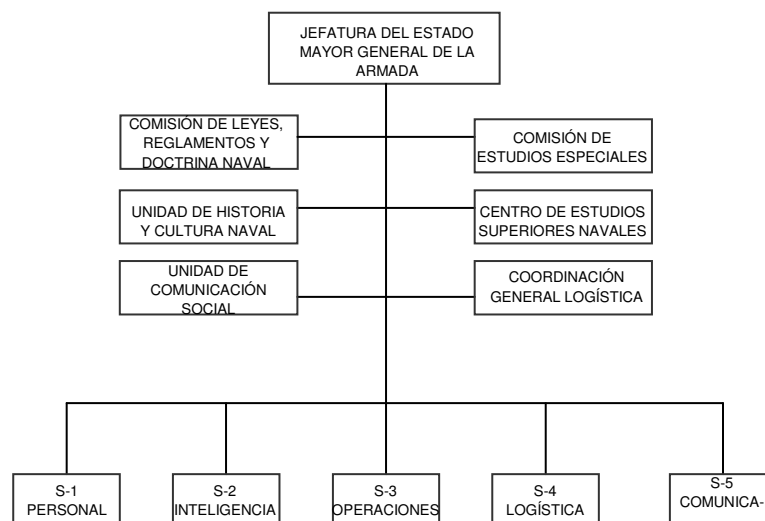 JEFATURA DEL ESTADO
MAYOR GENERAL DE LA
ARMADA
COMISIÓN DE LEYES,
REGLAMENTOS Y
DOCTRINA NAVAL
COMISIÓN DE
ESTUDIOS ESPECIALES
UNIDAD DE HISTORIA
Y CULTURA NAVAL
CENTRO DE ESTUDIOS
SUPERIORES NAVALES
UNIDAD DE
COMUNICACIÓN
SOCIAL
COORDINACIÓN
GENERAL LOGÍSTICA
S-1
PERSONAL
S-2
INTELIGENCIA
S-3
OPERACIONES
S-4
LOGÍSTICA
S-5
COMUNICA-